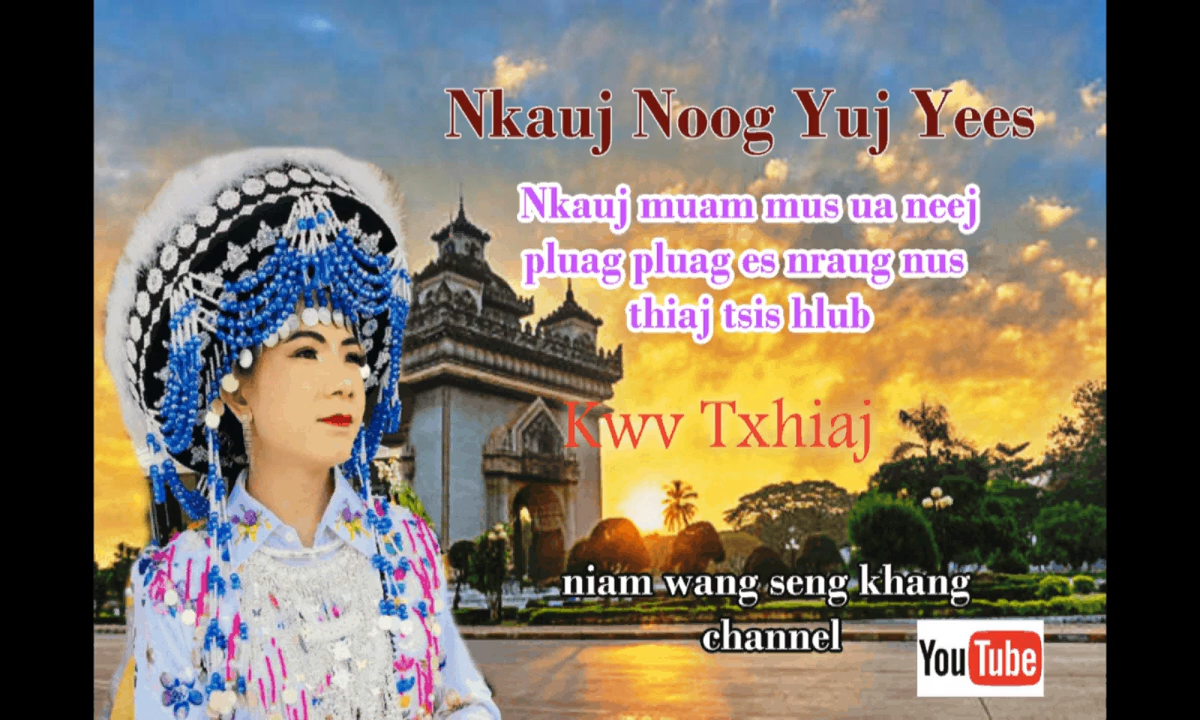 Nkauj Noog Yuj Yees
Nkauj muam mus ua neej
pluag pluag es nraug nus
thiaj tsis hlub
Kwv Txhiaj
niam wang seng khang
channel
YouTube